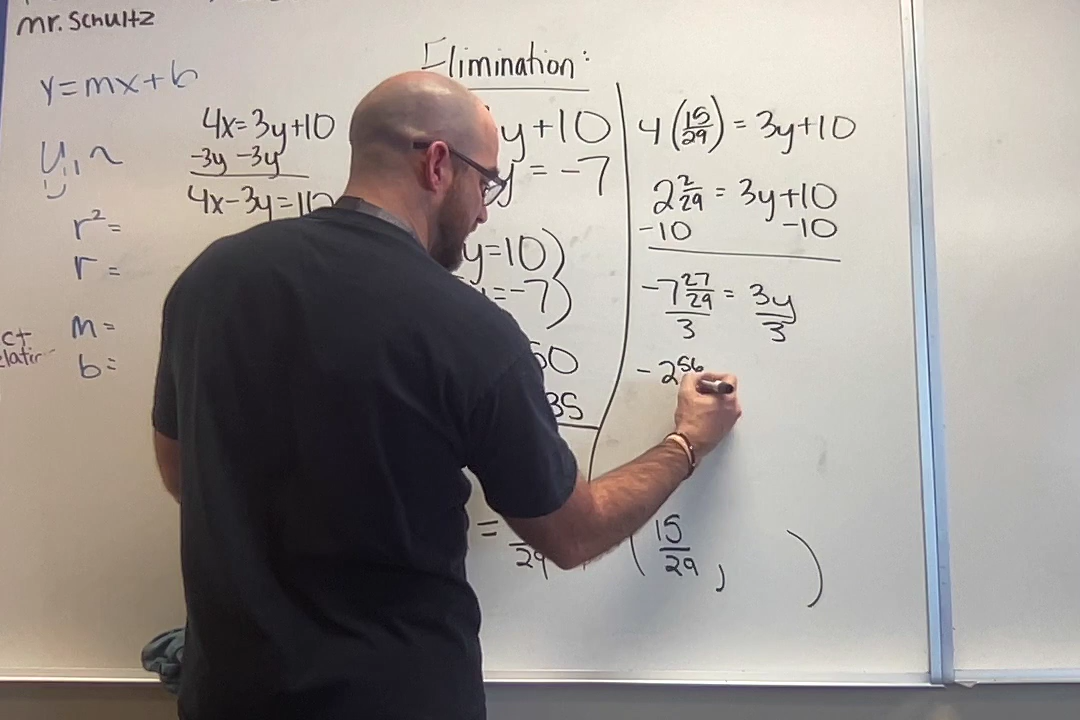 mr. Schultz
y=mx+b
r²=
r =
m=
b=
4x=3y+10
-3y -3y
4x-3y=10
Elimination:
y+10
y = -7
y=10)
=-7)
50
35
=
29
4(15/29) = 3y+10
2 2/29 = 3y+10
-10 -10
-7 27/29 = 3y
3 3
-2 56
(15/29, )